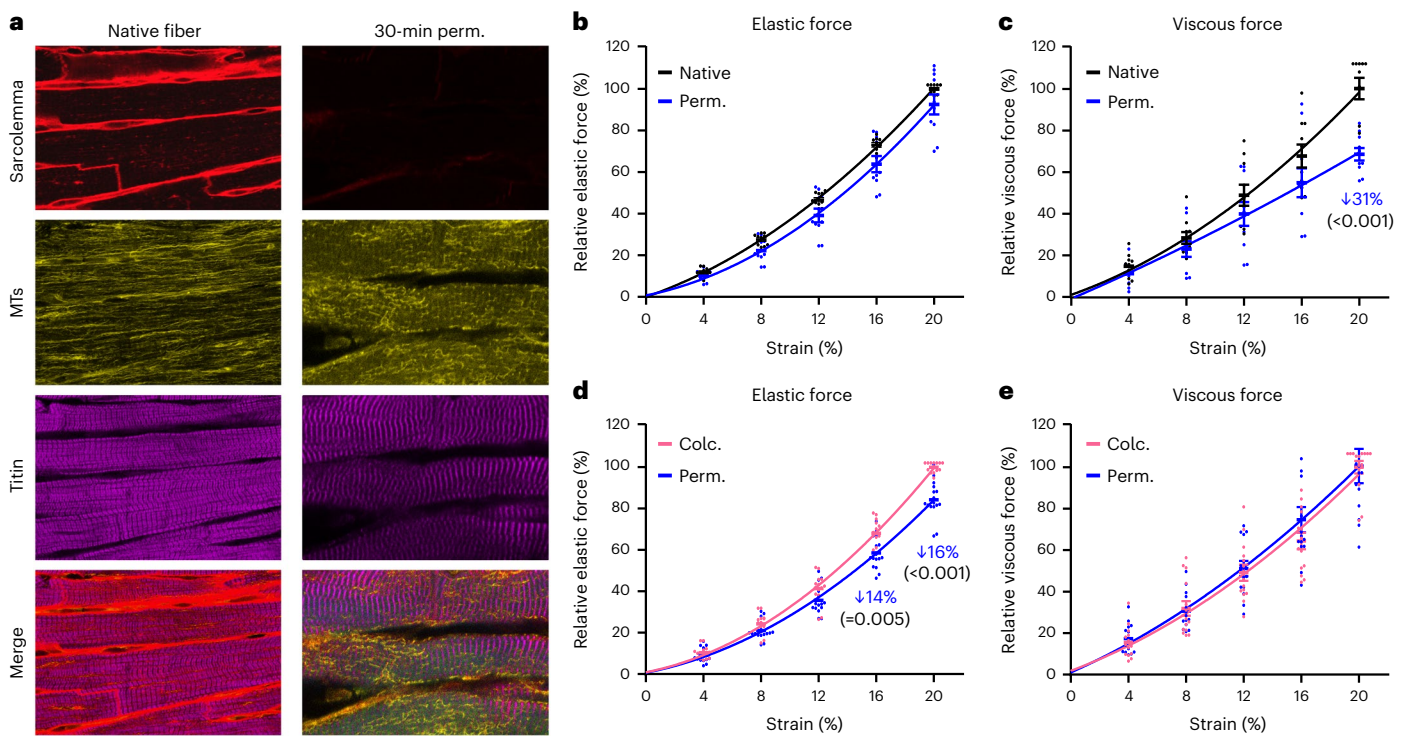 a
Native fiber
30-min perm.
Sarcolemma
MTs
Titin
Merge
b
Elastic force
Relative elastic force (%)
120
100
80
60
40
20
0
Native
Perm.
0 4 8 12 16 20
Strain (%)
c
Viscous force
Relative viscous force (%)
120
100
80
60
40
20
0
Native
Perm.
↓31%
(<0.001)
0 4 8 12 16 20
Strain (%)
d
Elastic force
Relative elastic force (%)
120
100
80
60
40
20
0
Colc.
Perm.
↓16%
(<0.001)
↓14%
(=0.005)
0 4 8 12 16 20
Strain (%)
e
Viscous force
Relative viscous force (%)
120
100
80
60
40
20
0
Colc.
Perm.
0 4 8 12 16 20
Strain (%)